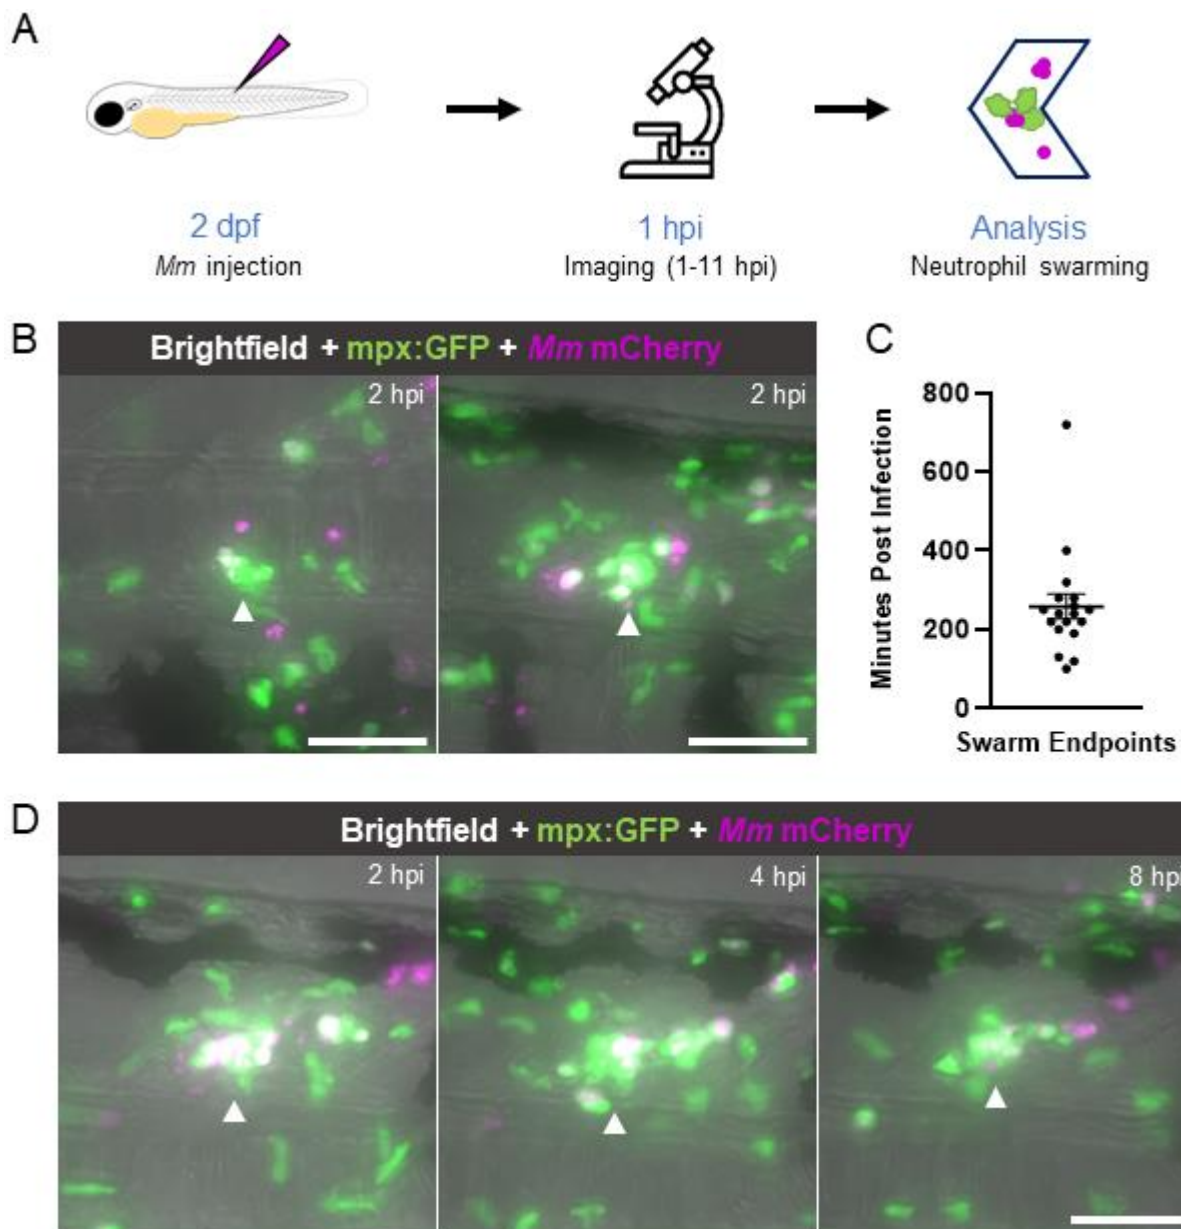 A
2 dpf
Mm injection
1 hpi
Imaging (1-11 hpi)
Analysis
Neutrophil swarming
B
Brightfield + mpx:GFP + Mm mCherry
2 hpi
2 hpi
C
800
600
400
200
0
Minutes Post Infection
Swarm Endpoints
D
Brightfield + mpx:GFP + Mm mCherry
2 hpi
4 hpi
8 hpi